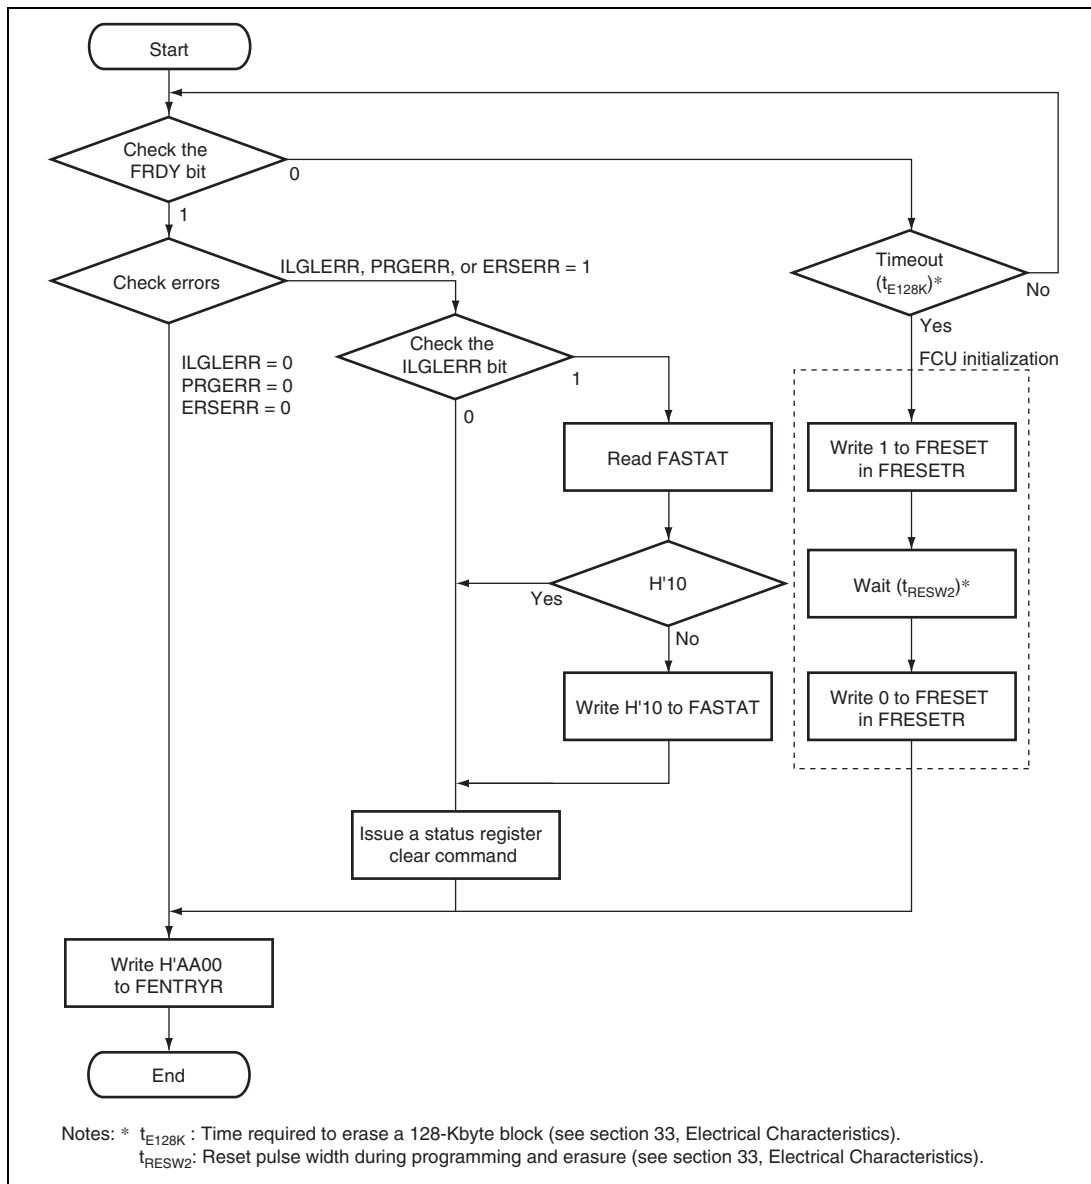 Start
Check the
FRDY bit
0
1
Check errors
ILGLERR, PRGERR, or ERSERR = 1
Timeout
(tE128K)*
No
Yes
ILGLERR = 0
PRGERR = 0
ERSERR = 0
Check the
ILGLERR bit
1
0
FCU initialization
Read FASTAT
Write 1 to FRESET
in FRESETR
H'10
Yes
No
Wait (tRESW2)*
Write H'10 to FASTAT
Write 0 to FRESET
in FRESETR
Issue a status register
clear command
Write H'AA00
to FENTRYR
End
Notes: * tE128K : Time required to erase a 128-Kbyte block (see section 33, Electrical Characteristics).
tRESW2: Reset pulse width during programming and erasure (see section 33, Electrical Characteristics).